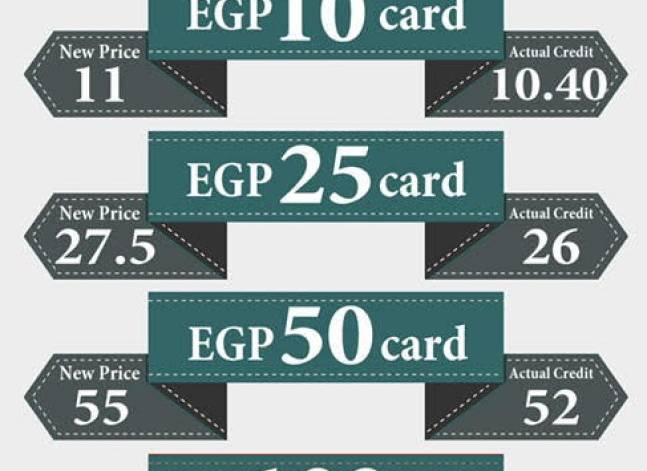 EGP 10 card
New Price
11
Actual Credit
10.40
EGP 25 card
New Price
27.5
Actual Credit
26
EGP 50 card
New Price
55
Actual Credit
52